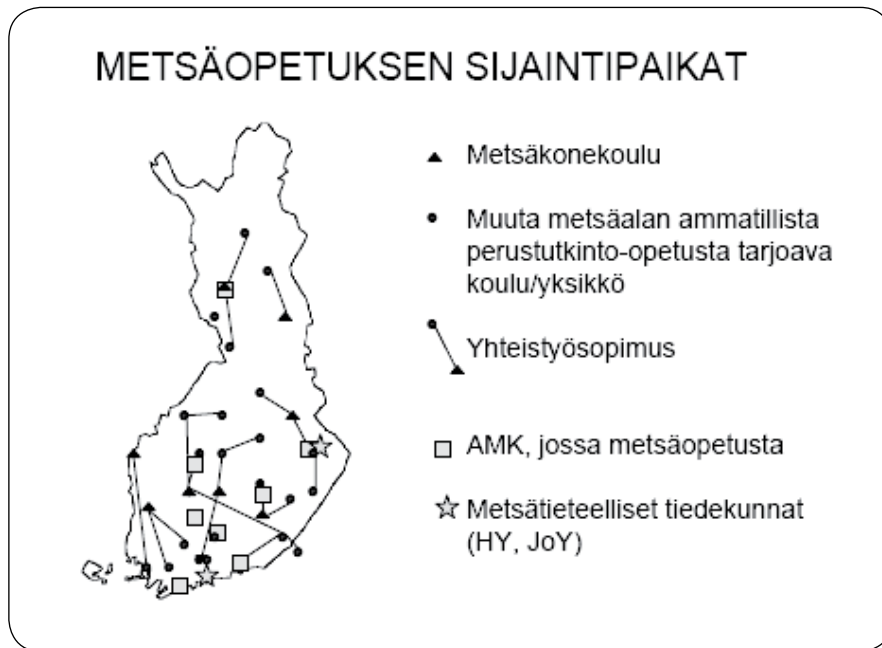 METSÄOPETUKSEN SIJAINTIPAIKAT
Metsäkonekoulu
Muuta metsäalan ammatillista
perustutkinto-opetusta tarjoava
koulu/yksikkö
Yhteistyösopimus
AMK, jossa metsäopetusta
Metsätieteelliset tiedekunnat
(HY, JoY)